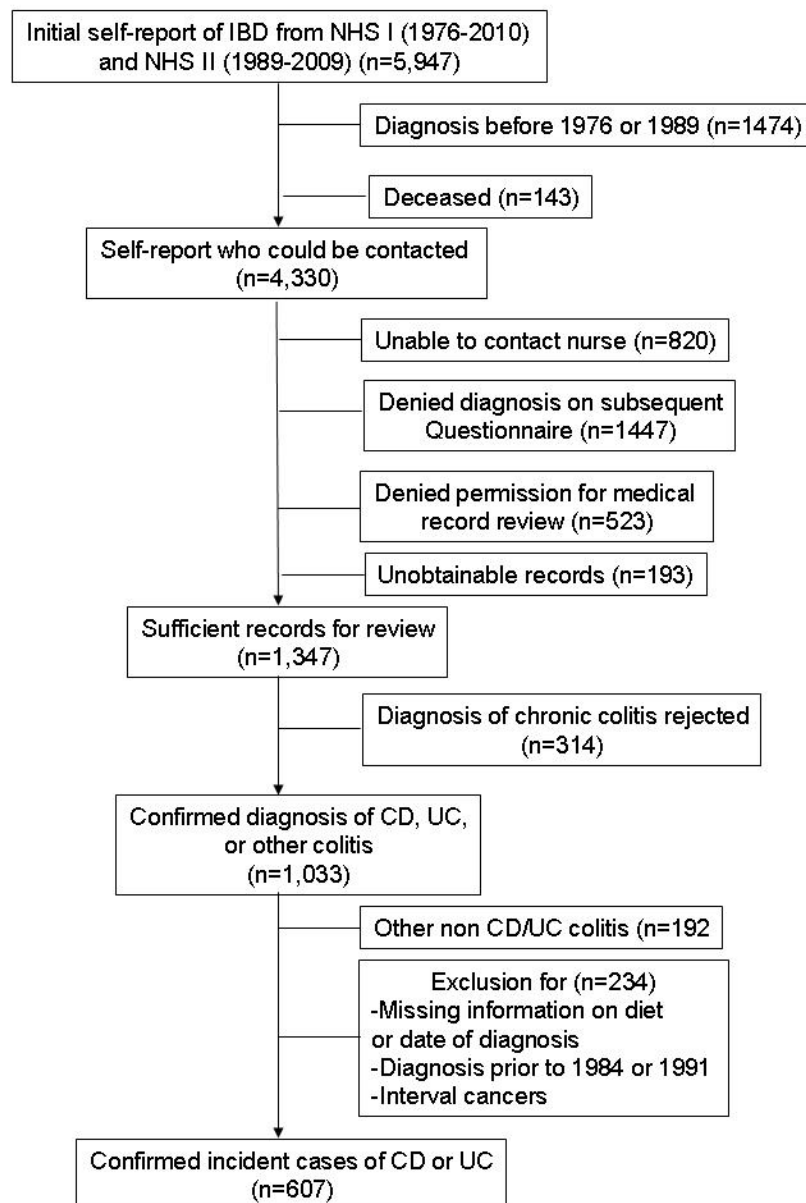 Initial self-report of IBD from NHS I (1976-2010)
and NHS II (1989-2009) (n=5,947)
Diagnosis before 1976 or 1989 (n=1474)
Deceased (n=143)
Self-report who could be contacted
(n=4,330)
Unable to contact nurse (n=820)
Denied diagnosis on subsequent
Questionnaire (n=1447)
Denied permission for medical
record review (n=523)
Unobtainable records (n=193)
Sufficient records for review
(n=1,347)
Diagnosis of chronic colitis rejected
(n=314)
Confirmed diagnosis of CD, UC,
or other colitis
(n=1,033)
Other non CD/UC colitis (n=192
Exclusion for (n=234)
-Missing information on diet
or date of diagnosis
-Diagnosis prior to 1984 or 1991
-Interval cancers
Confirmed incident cases of CD or UC
(n=607)